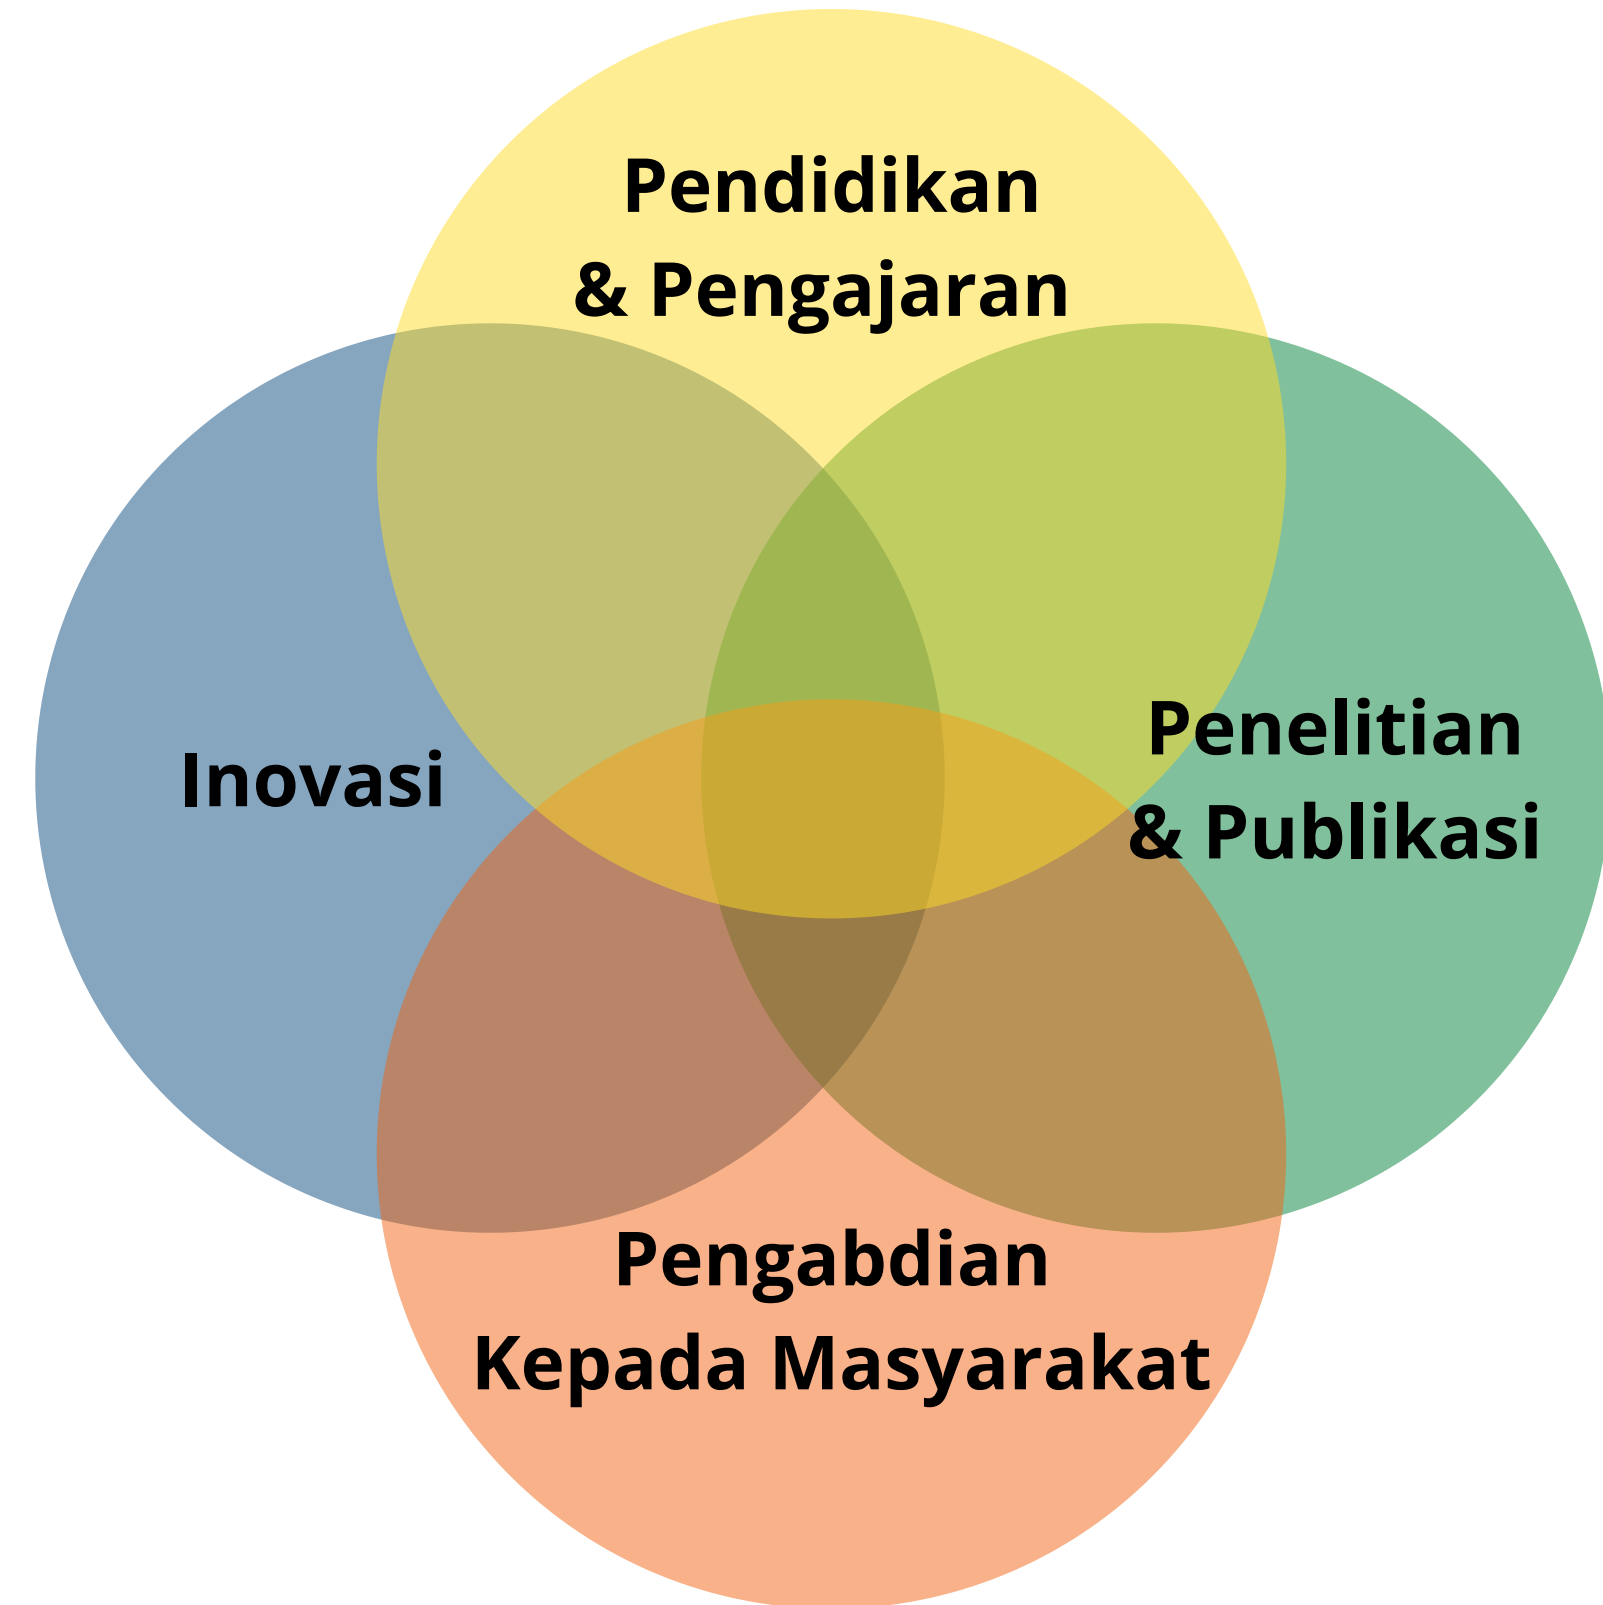 Pendidikan
& Pengajaran
Inovasi
Penelitian
& Publikasi
Pengabdian
Kepada Masyarakat